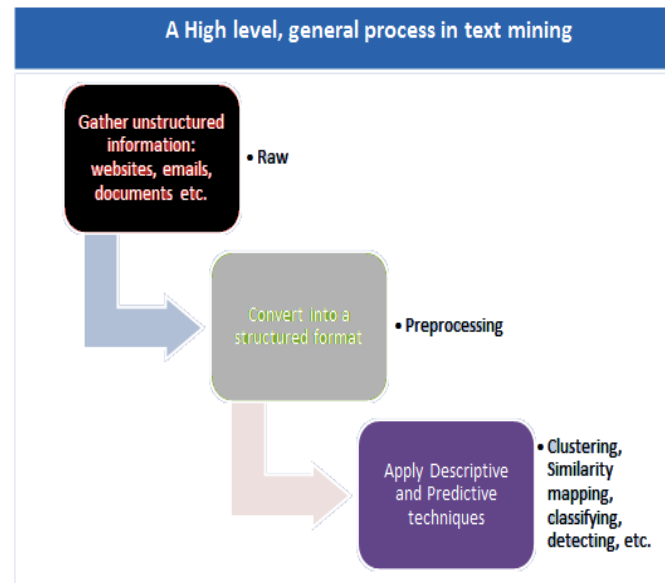 A High level, general process in text mining
Gather unstructured
information:
websites, emails,
documents etc.
• Raw
Convert into a
structured format
• Preprocessing
Apply Descriptive
and Predictive
techniques
• Clustering,
Similarity
mapping,
classifying,
detecting, etc.